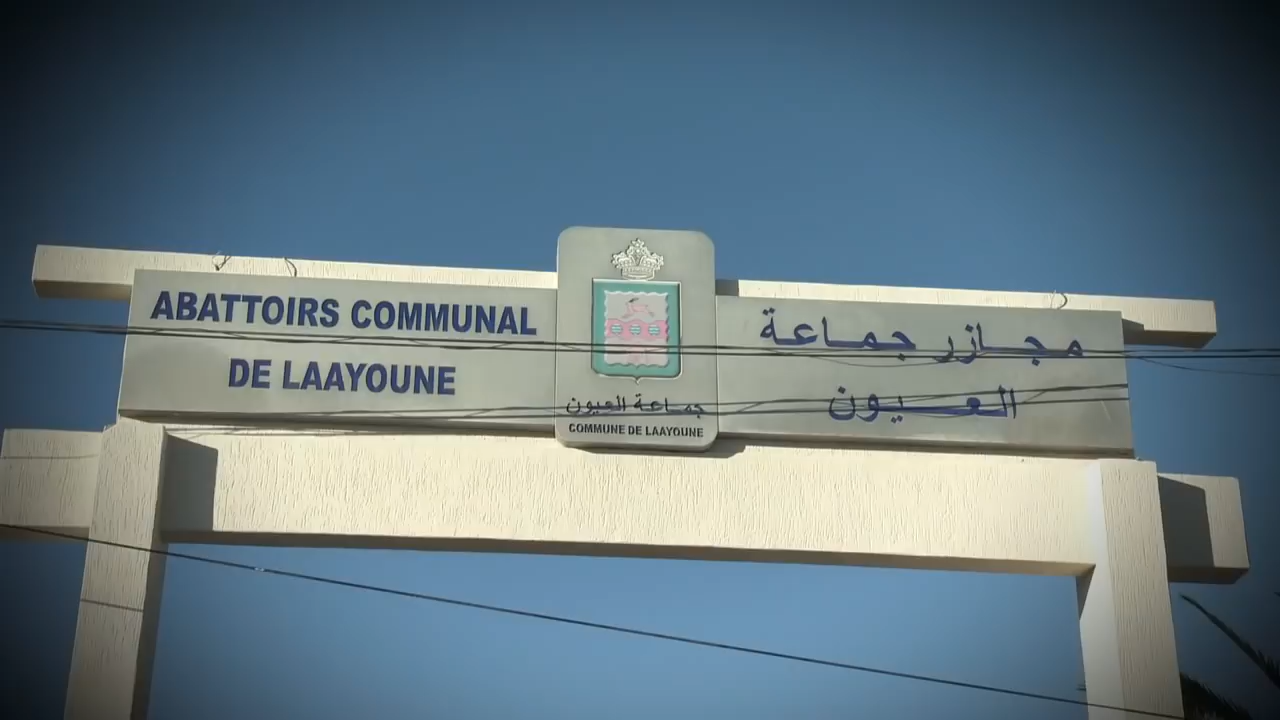 ABATTOIRS COMMUNAL
DE LAAYOUNE
جماعة العيون
COMMUNE DE LAAYOUNE
مجازر جماعة
العيون